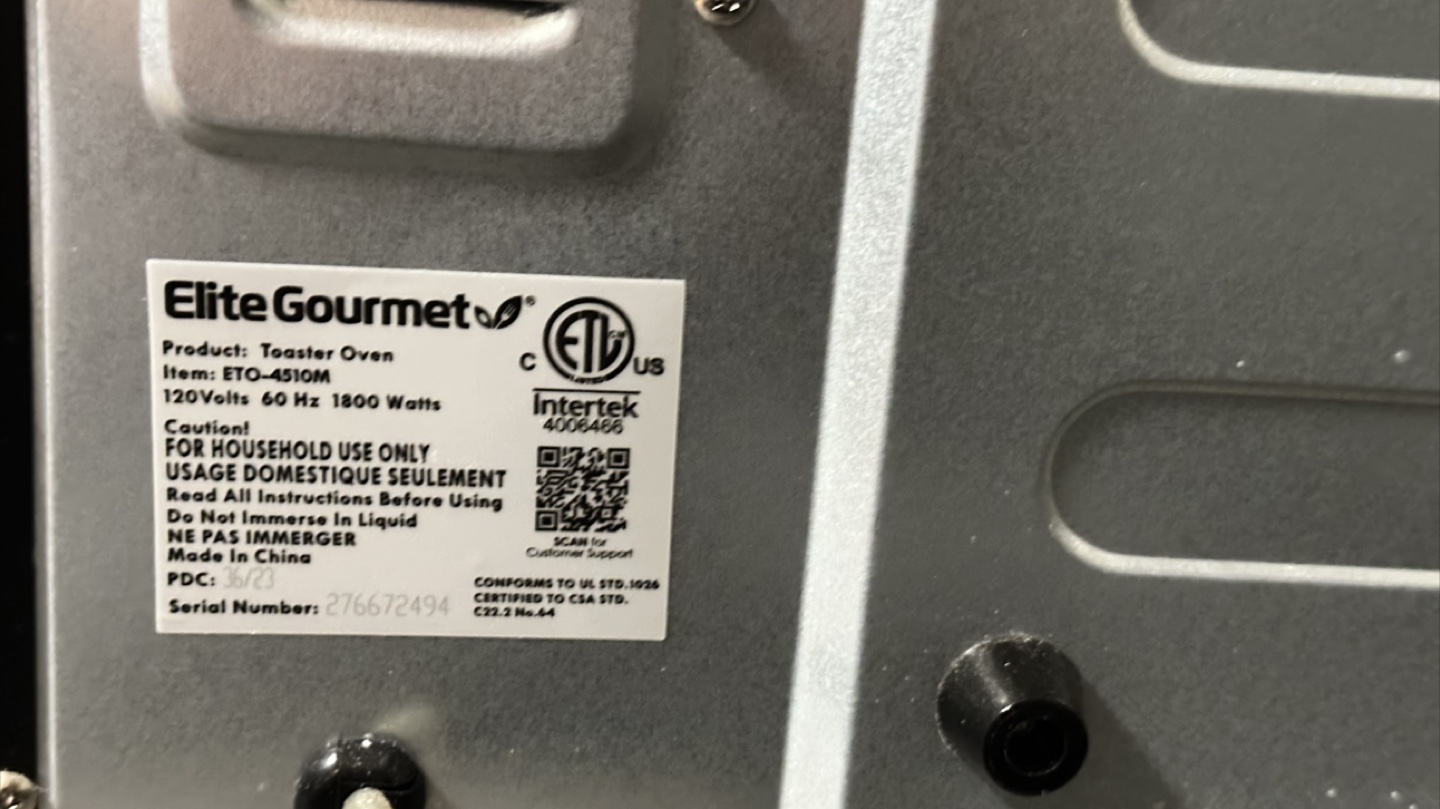 Elite Gourmet®
Product: Toaster Oven
Item: ETO-4510M
120Volts 60 Hz 1800 Watts
Caution!
FOR HOUSEHOLD USE ONLY
USAGE DOMESTIQUE SEULEMENT
Read All Instructions Before Using
Do Not Immerse In Liquid
NE PAS IMMERGER
Made In China
PDC: 36/23
Serial Number: 276672494
C ETL CM US
LISTED
Intertek
4006466
SCAN for
Customer Support
CONFORMS TO UL STD.1026
CERTIFIED TO CSA STD.
C22.2 No.64